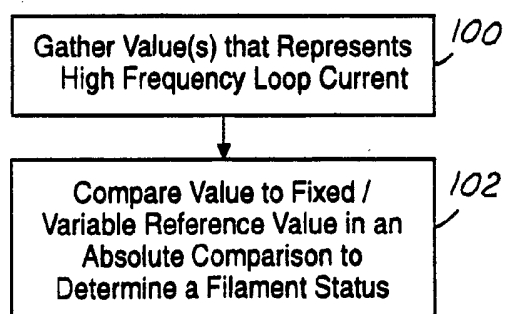 Gather Value(s) that Represents
High Frequency Loop Current
100
Compare Value to Fixed /
Variable Reference Value in an
Absolute Comparison to
Determine a Filament Status
102